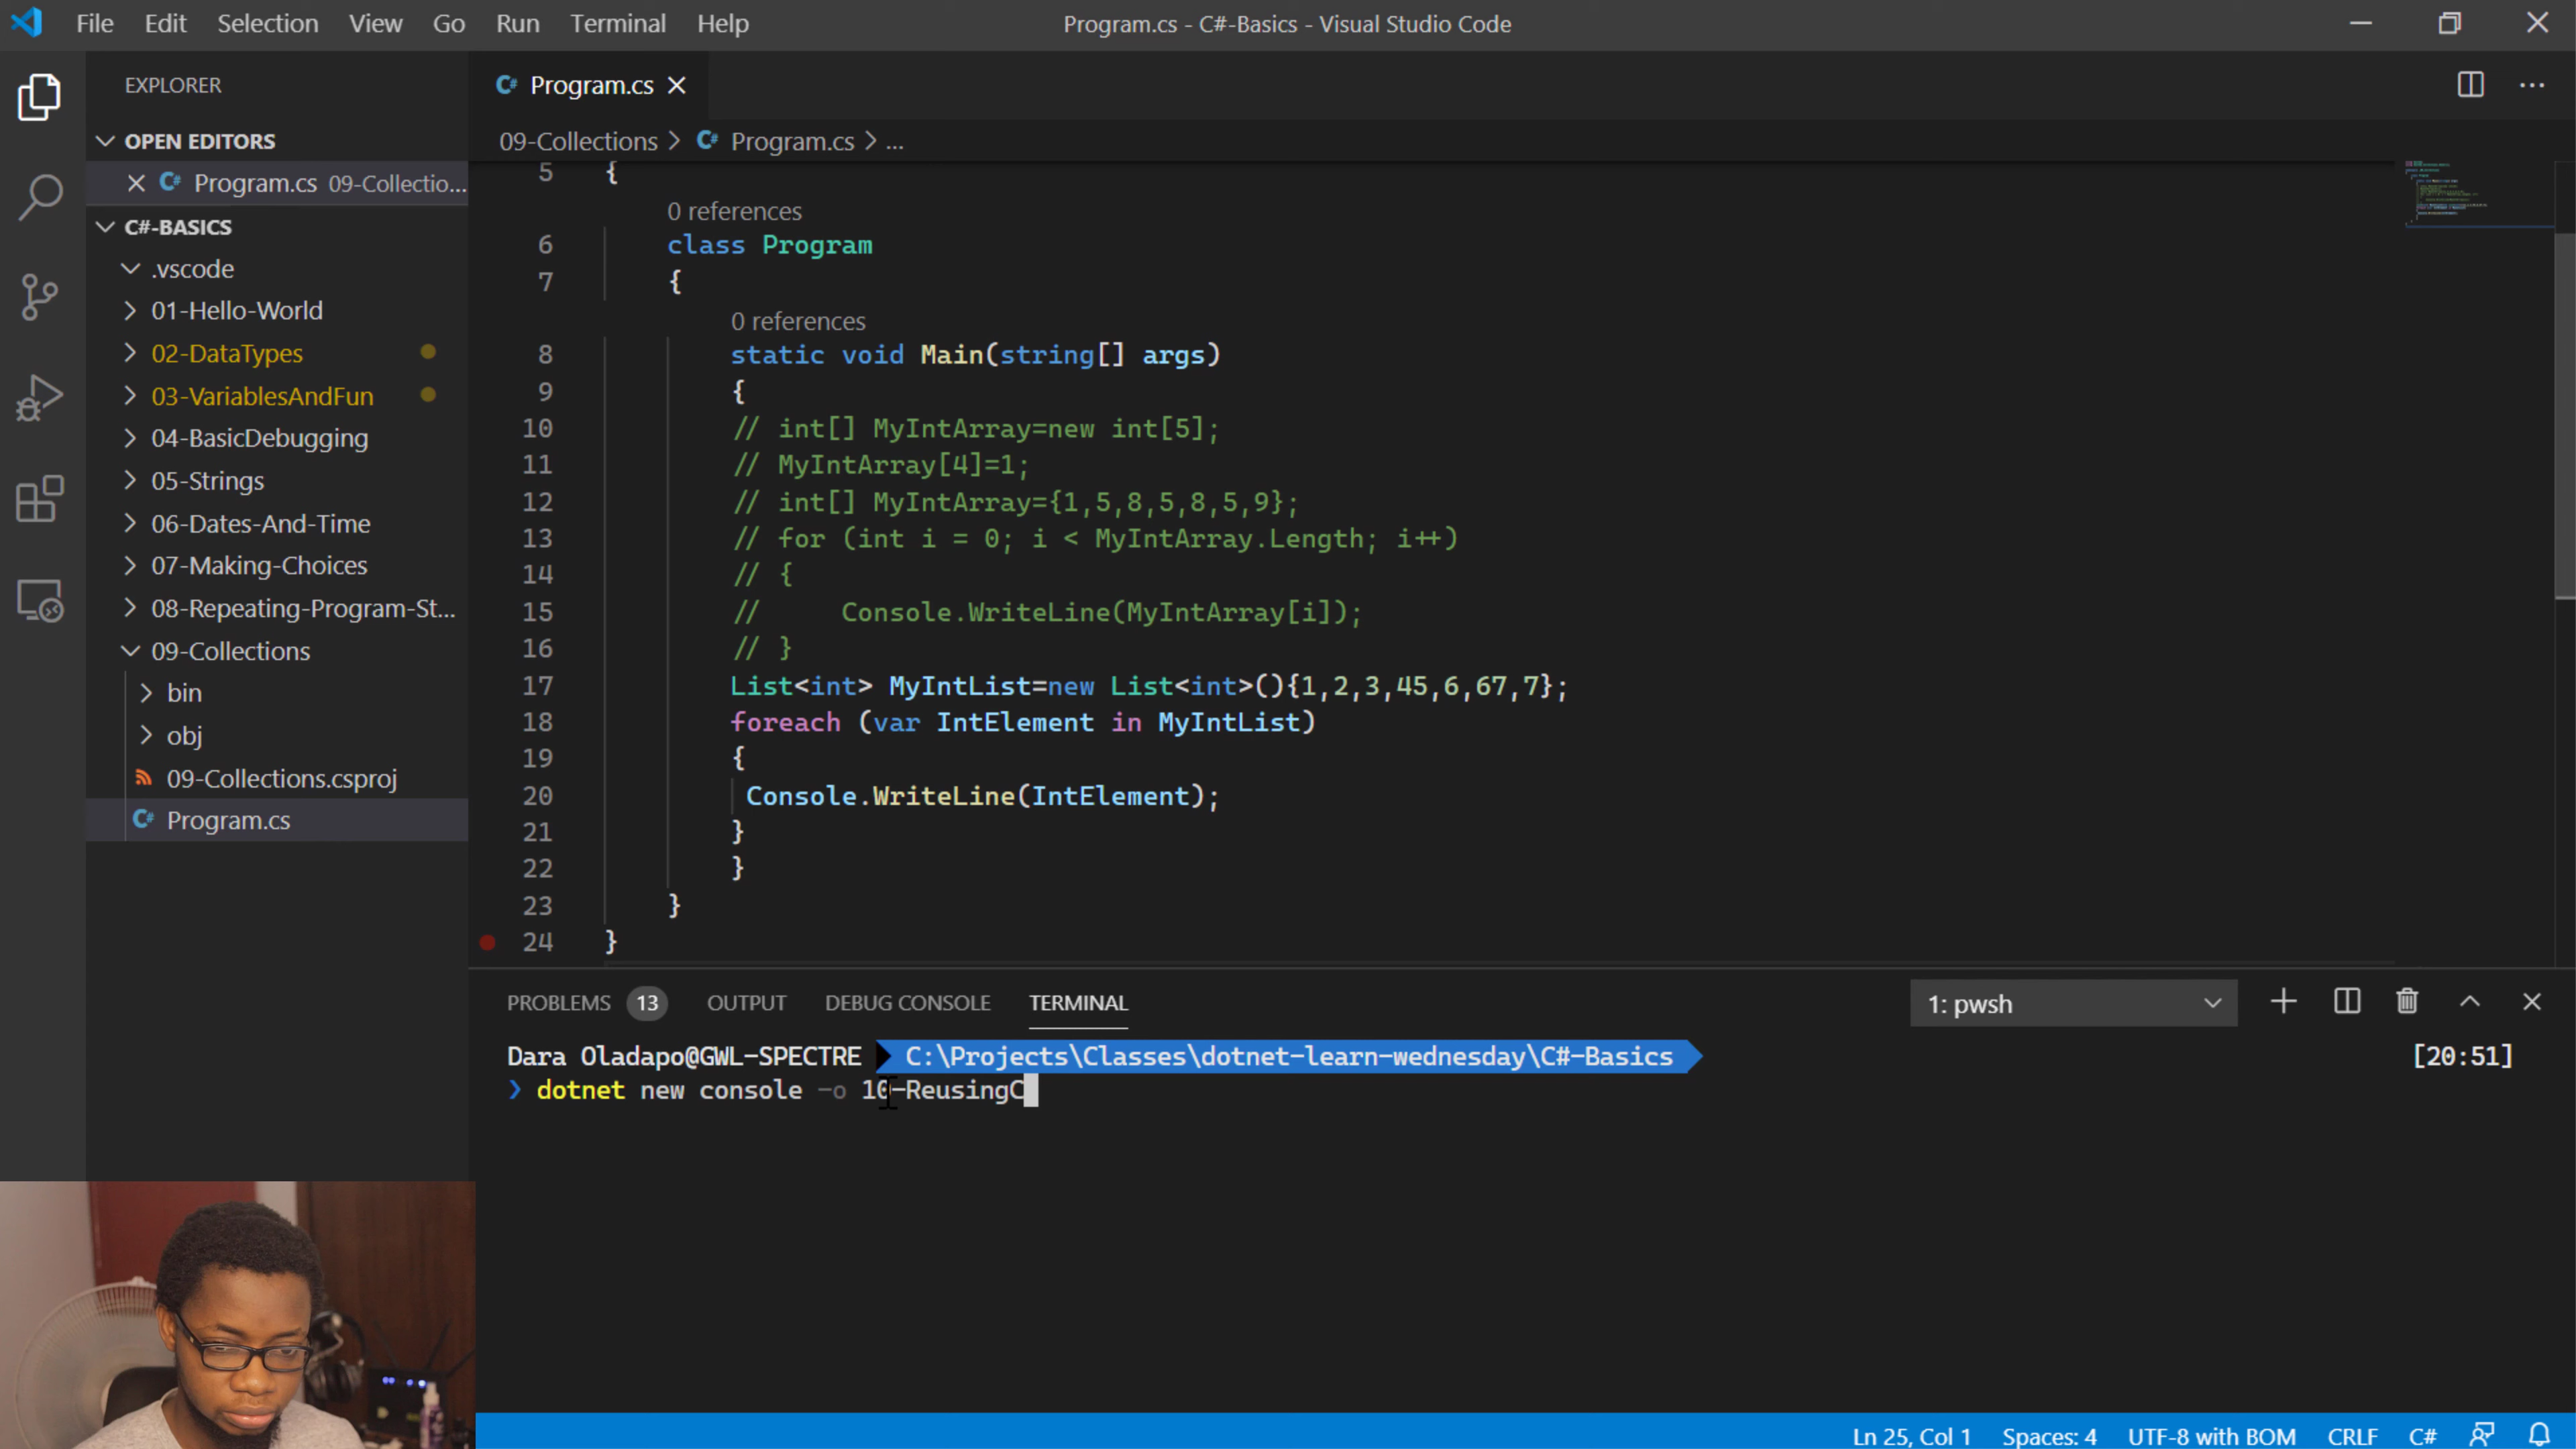 File Edit Selection View Go Run Terminal Help
Program.cs - C#-Basics - Visual Studio Code
EXPLORER
OPEN EDITORS
Program.cs 09-Collectio...
C#-BASICS
.vscode
01-Hello-World
02-DataTypes
03-VariablesAndFun
04-BasicDebugging
05-Strings
06-Dates-And-Time
07-Making-Choices
08-Repeating-Program-St...
09-Collections
bin
obj
09-Collections.csproj
Program.cs
Program.cs
09-Collections > Program.cs > ...
5 {
0 references
6 class Program
7 {
0 references
8 static void Main(string[] args)
9 {
10 // int[] MyIntArray=new int[5];
11 // MyIntArray[4]=1;
12 // int[] MyIntArray={1,5,8,5,8,5,9};
13 // for (int i = 0; i < MyIntArray.Length; i++)
14 // {
15 //     Console.WriteLine(MyIntArray[i]);
16 // }
17 List<int> MyIntList=new List<int>(){1,2,3,45,6,67,7};
18 foreach (var IntElement in MyIntList)
19 {
20 Console.WriteLine(IntElement);
21 }
22 }
23 }
24 }
PROBLEMS 13 OUTPUT DEBUG CONSOLE TERMINAL 1: pwsh
Dara Oladapo@GWL-SPECTRE C:\Projects\Classes\dotnet-learn-wednesday\C#-Basics [20:51]
❯ dotnet new console -o 10-ReusingC
Ln 25, Col 1 Spaces: 4 UTF-8 with BOM CRLF C#